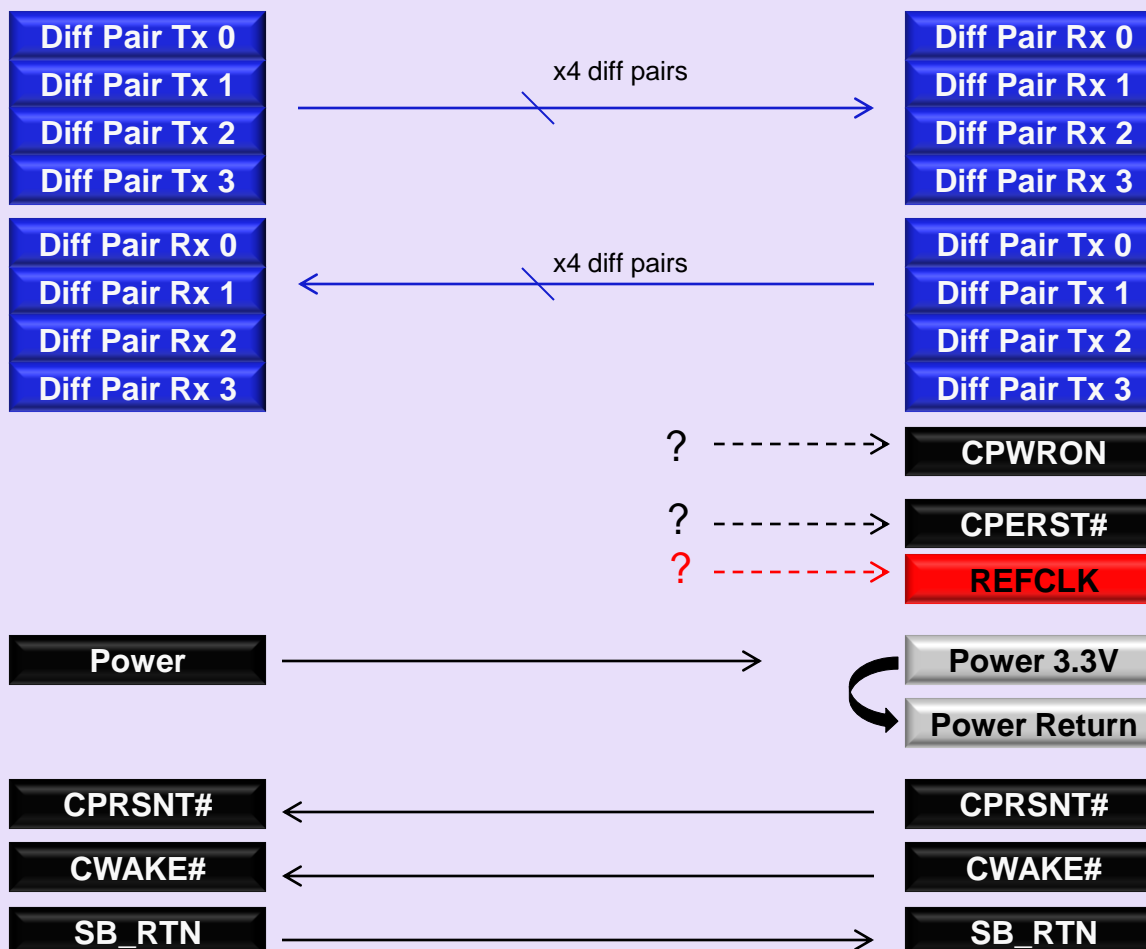 Diff Pair Tx 0
Diff Pair Tx 1
Diff Pair Tx 2
Diff Pair Tx 3
x4 diff pairs
Diff Pair Rx 0
Diff Pair Rx 1
Diff Pair Rx 2
Diff Pair Rx 3
Diff Pair Rx 0
Diff Pair Rx 1
Diff Pair Rx 2
Diff Pair Rx 3
x4 diff pairs
Diff Pair Tx 0
Diff Pair Tx 1
Diff Pair Tx 2
Diff Pair Tx 3
? CPWRON
? CPERST#
? REFCLK
Power
Power 3.3V
Power Return
CPRSNT# CPRSNT#
CWAKE# CWAKE#
SB_RTN SB_RTN